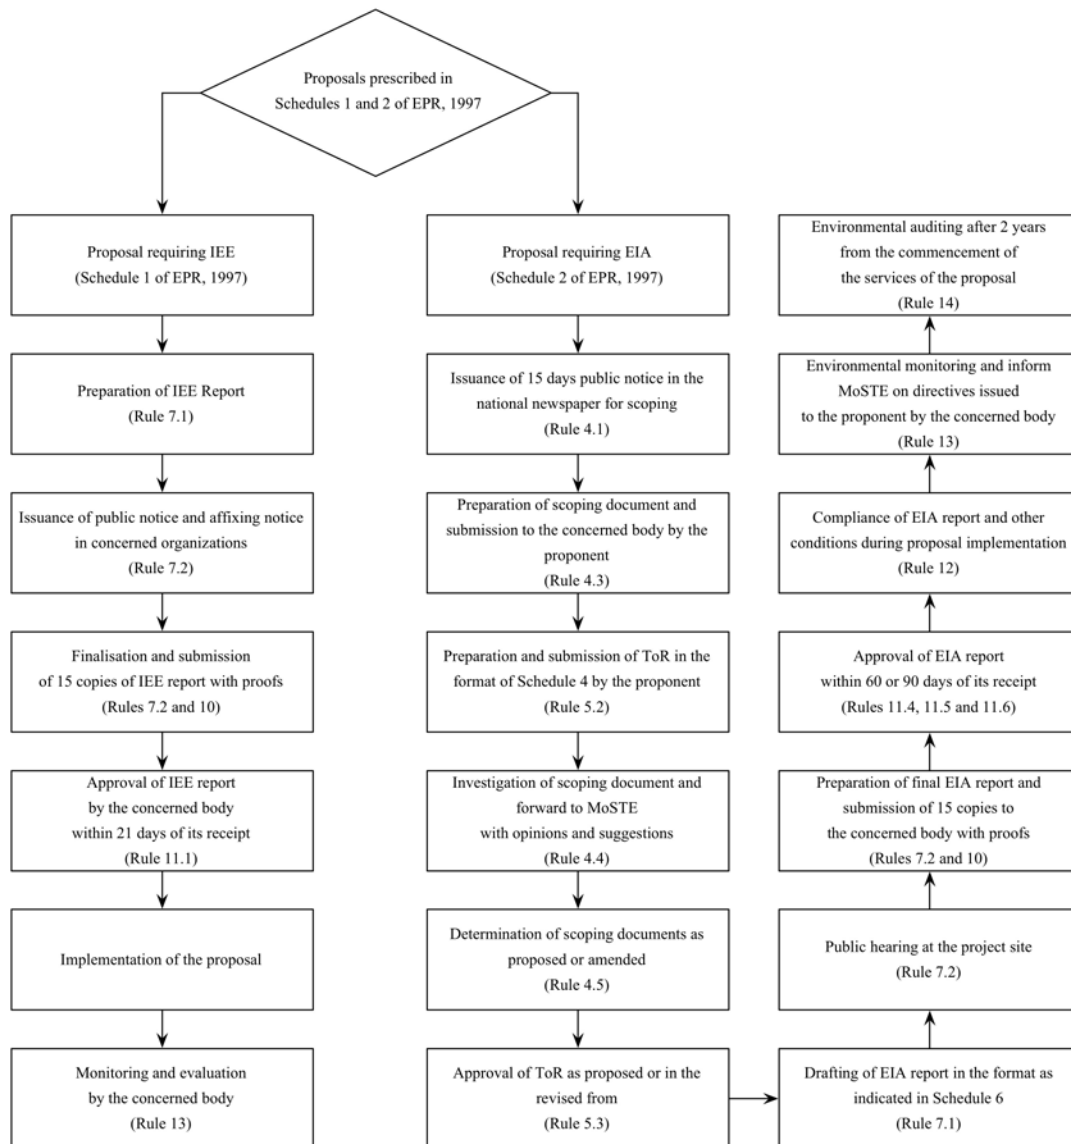 Proposals prescribed in
Schedules 1 and 2 of EPR, 1997
Proposal requiring IEE
(Schedule 1 of EPR, 1997)
Preparation of IEE Report
(Rule 7.1)
Issuance of public notice and affixing notice
in concerned organizations
(Rule 7.2)
Finalisation and submission
of 15 copies of IEE report with proofs
(Rules 7.2 and 10)
Approval of IEE report
by the concerned body
within 21 days of its receipt
(Rule 11.1)
Implementation of the proposal
Monitoring and evaluation
by the concerned body
(Rule 13)
Proposal requiring EIA
(Schedule 2 of EPR, 1997)
Issuance of 15 days public notice in the
national newspaper for scoping
(Rule 4.1)
Preparation of scoping document and
submission to the concerned body by the
proponent
(Rule 4.3)
Preparation and submission of ToR in the
format of Schedule 4 by the proponent
(Rule 5.2)
Investigation of scoping document and
forward to MoSTE
with opinions and suggestions
(Rule 4.4)
Determination of scoping documents as
proposed or amended
(Rule 4.5)
Approval of ToR as proposed or in the
revised from
(Rule 5.3)
Drafting of EIA report in the format as
indicated in Schedule 6
(Rule 7.1)
Public hearing at the project site
(Rule 7.2)
Preparation of final EIA report and
submission of 15 copies to
the concerned body with proofs
(Rules 7.2 and 10)
Approval of EIA report
within 60 or 90 days of its receipt
(Rules 11.4, 11.5 and 11.6)
Compliance of EIA report and other
conditions during proposal implementation
(Rule 12)
Environmental monitoring and inform
MoSTE on directives issued
to the proponent by the concerned body
(Rule 13)
Environmental auditing after 2 years
from the commencement of
the services of the proposal
(Rule 14)